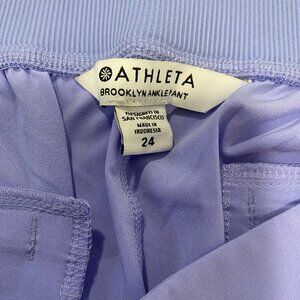 ATHLETA
BROOKLYN ANKLE PANT
DESIGNED IN
SAN FRANCISCO
MADE IN
INDONESIA
24